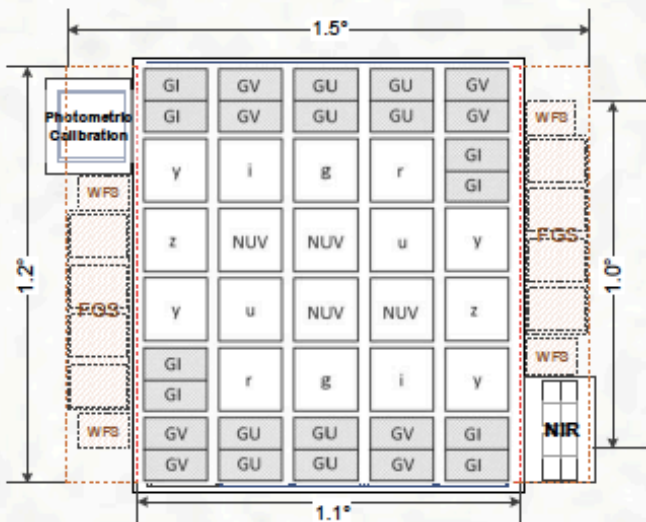 1.5°
GI GV GU GU GV
GI GV GU GU GV
Photometric
Calibration
WFS
y i g r GI
GI
WFS
z NUV NUV u y
FGS
1.2°
1.0°
FGS
y u NUV NUV z
GI
GI r g i y
WFS
WFS
GV GU GU GV GI
GV GU GU GV GI
NIR
1.1°